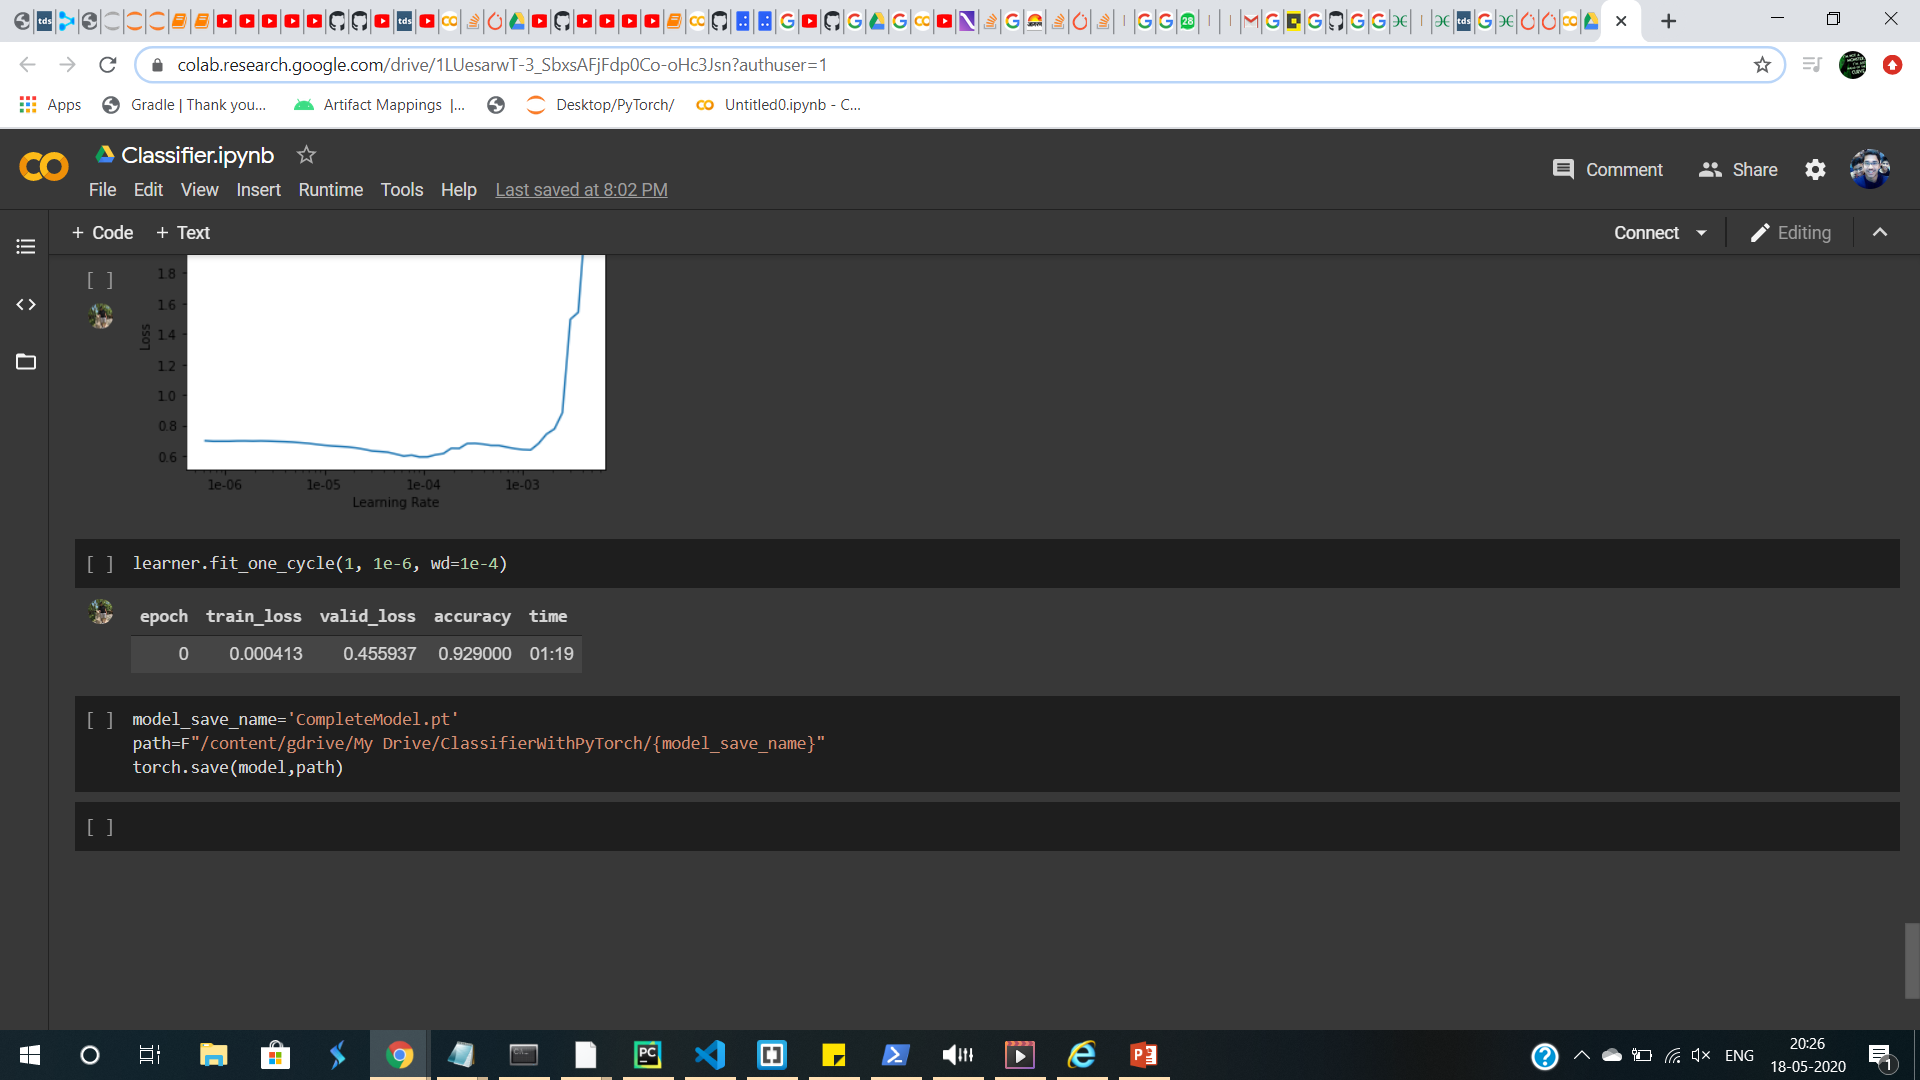 colab.research.google.com/drive/1LUesarwT-3_SbxsAFjFdp0Co-oHc3Jsn?authuser=1
Apps Gradle | Thank you... Artifact Mappings |... Desktop/PyTorch/ Untitled0.ipynb - C...
Classifier.ipynb
Comment Share
File Edit View Insert Runtime Tools Help Last saved at 8:02 PM
+ Code + Text Connect Editing
[ ]
1.8
1.6
1.4
1.2
1.0
0.8
0.6
Loss
1e-06 1e-05 1e-04 1e-03
Learning Rate
[ ] learner.fit_one_cycle(1, 1e-6, wd=1e-4)
epoch train_loss valid_loss accuracy time
0 0.000413 0.455937 0.929000 01:19
[ ] model_save_name='CompleteModel.pt'
path=F"/content/gdrive/My Drive/ClassifierWithPyTorch/{model_save_name}"
torch.save(model,path)
[ ]
ENG
20:26
18-05-2020
1